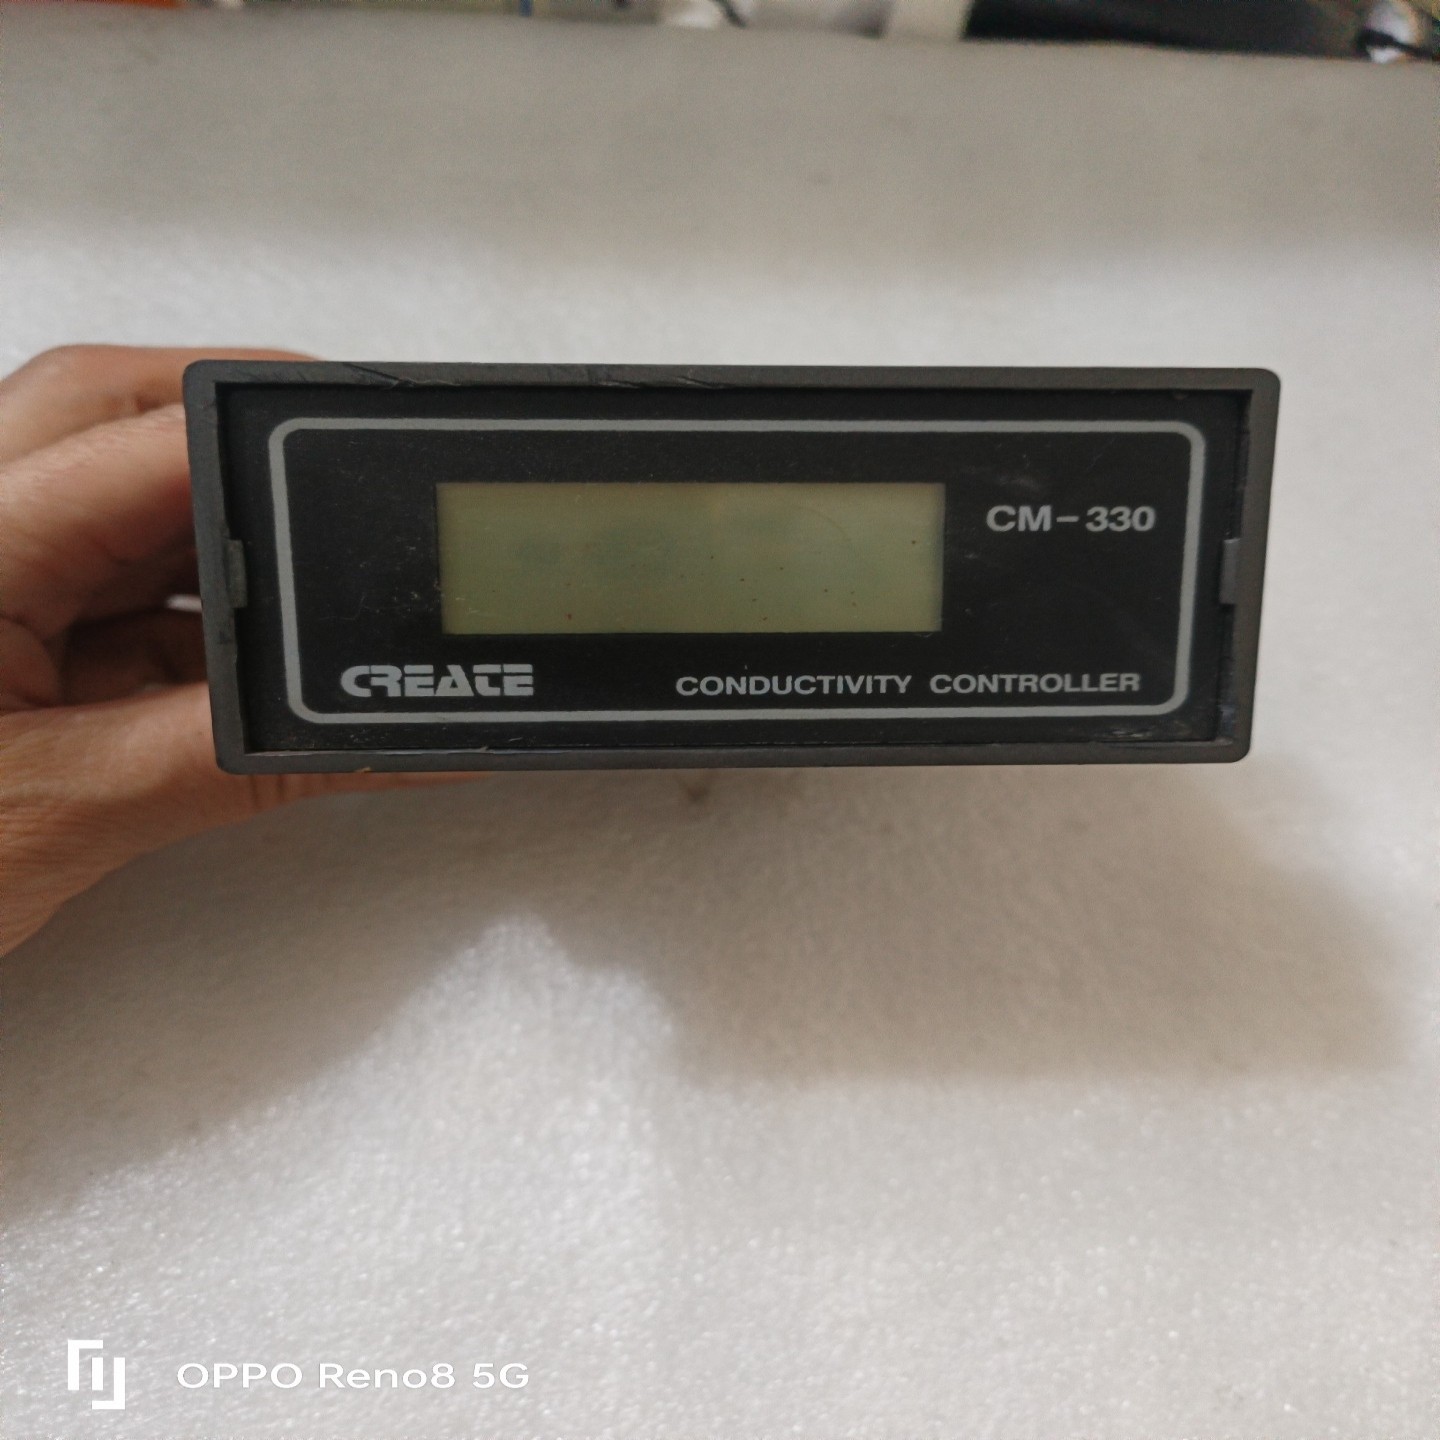 CM-330
CREATE
CONDUCTIVITY CONTROLLER
OPPO Reno8 5G